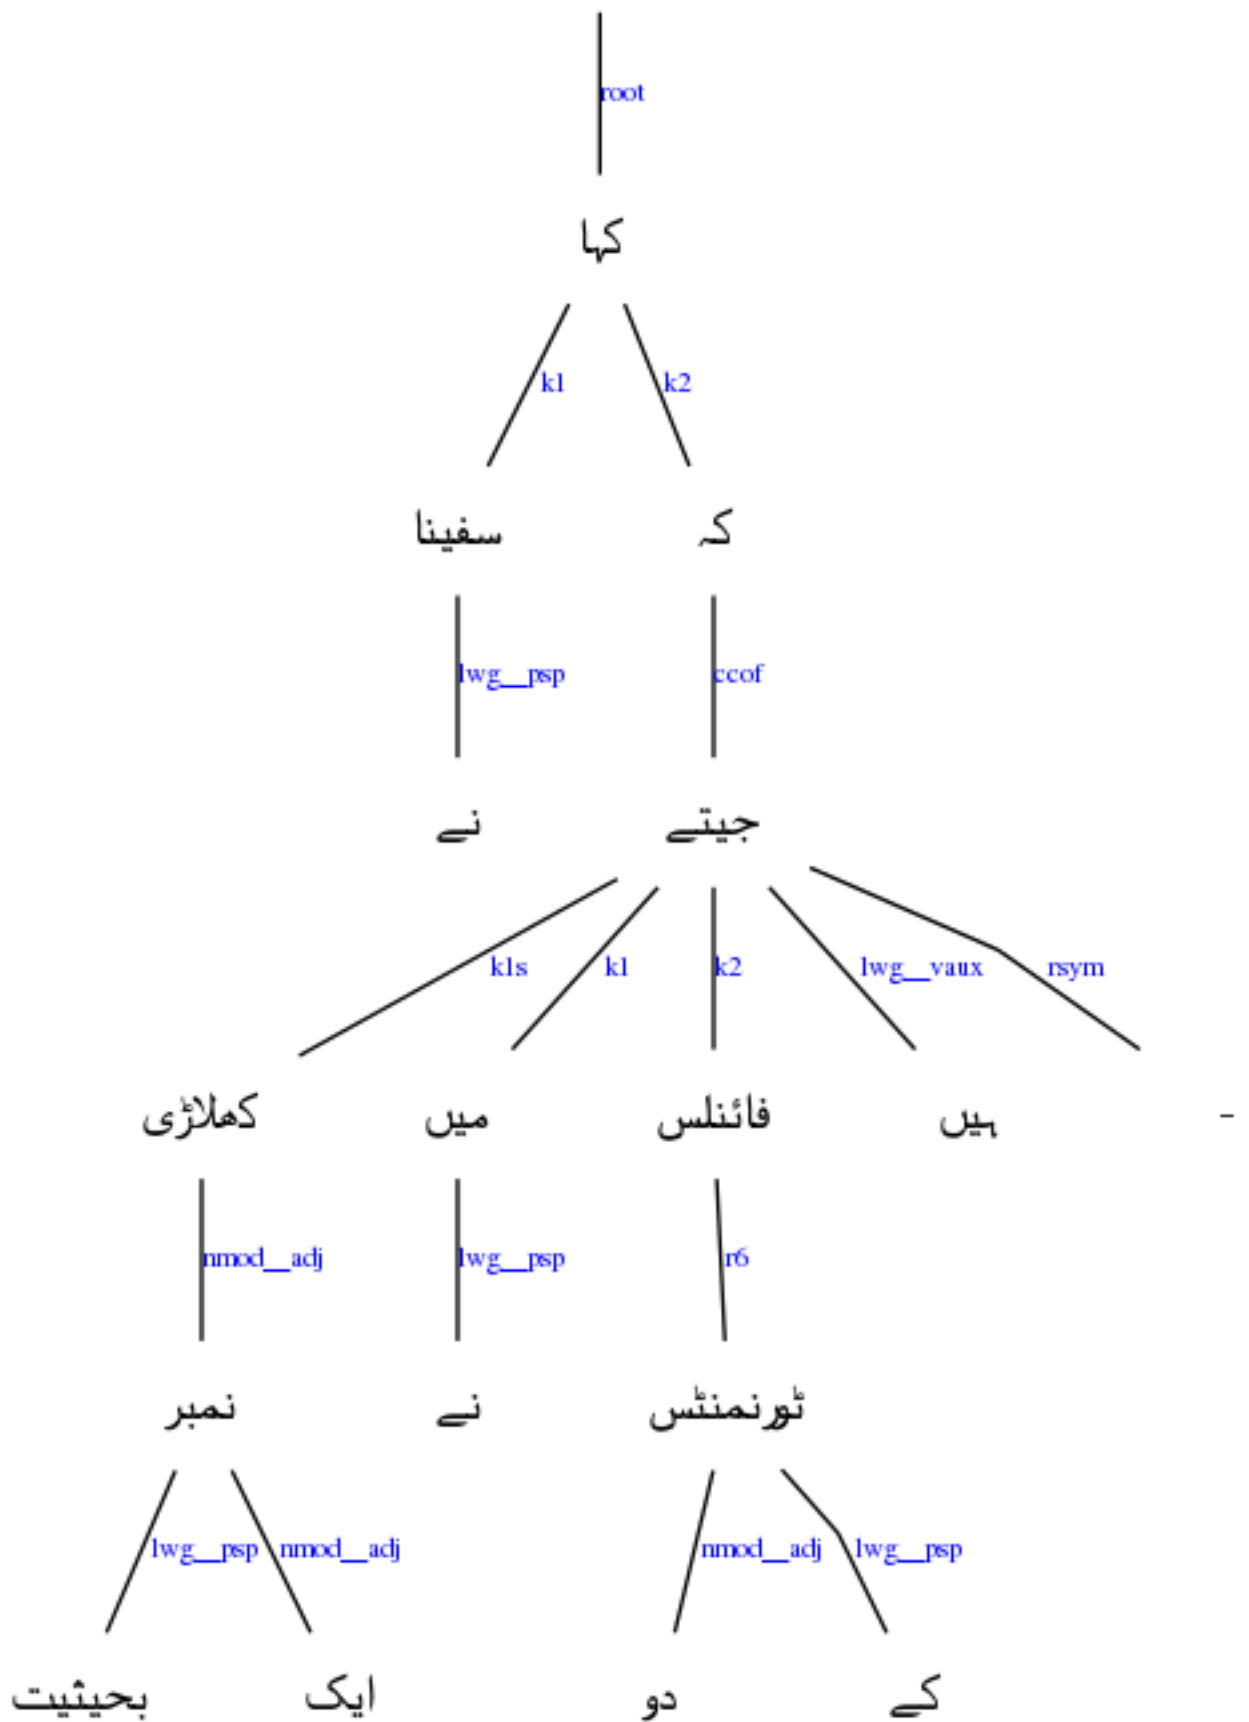 root
کہا
k1 k2
سفینا کہ
lwg__psp ccof
نے جیتے
k1s k1 k2 lwg__vaux rsym
کھلاڑی میں فائنلس ہیں -
nmod__adj lwg__psp r6
نمبر نے ٹورنمنٹس
lwg__psp nmod__adj nmod__adj lwg__psp
بحیثیت ایک دو کے